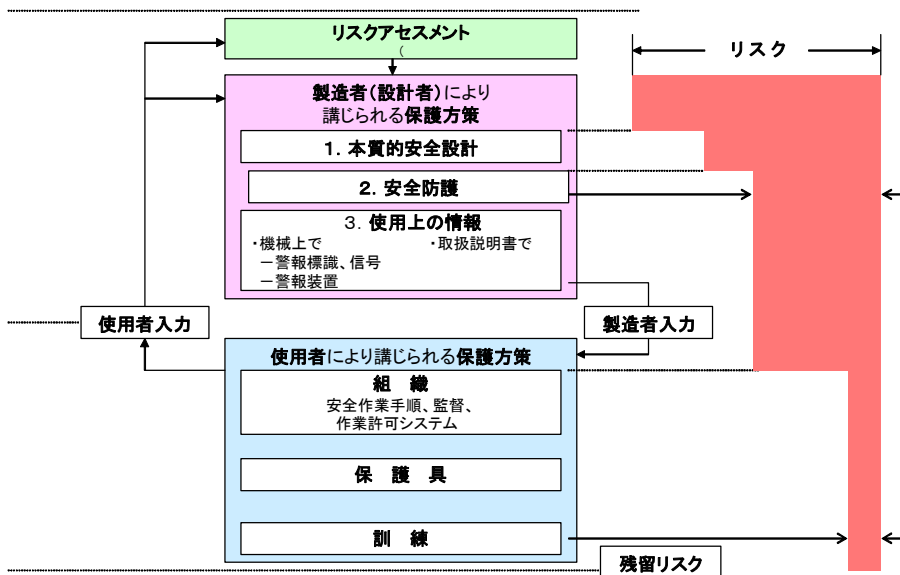 リスクアセスメント
（
リスク
製造者（設計者）により
講じられる保護方策
1．本質的安全設計
2．安全防護
3．使用上の情報
・機械上で
・取扱説明書で
－警報標識、信号
－警報装置
使用者入力
製造者入力
使用者により講じられる保護方策
組　織
安全作業手順、監督、
作業許可システム
保　護　具
訓　練
残留リスク